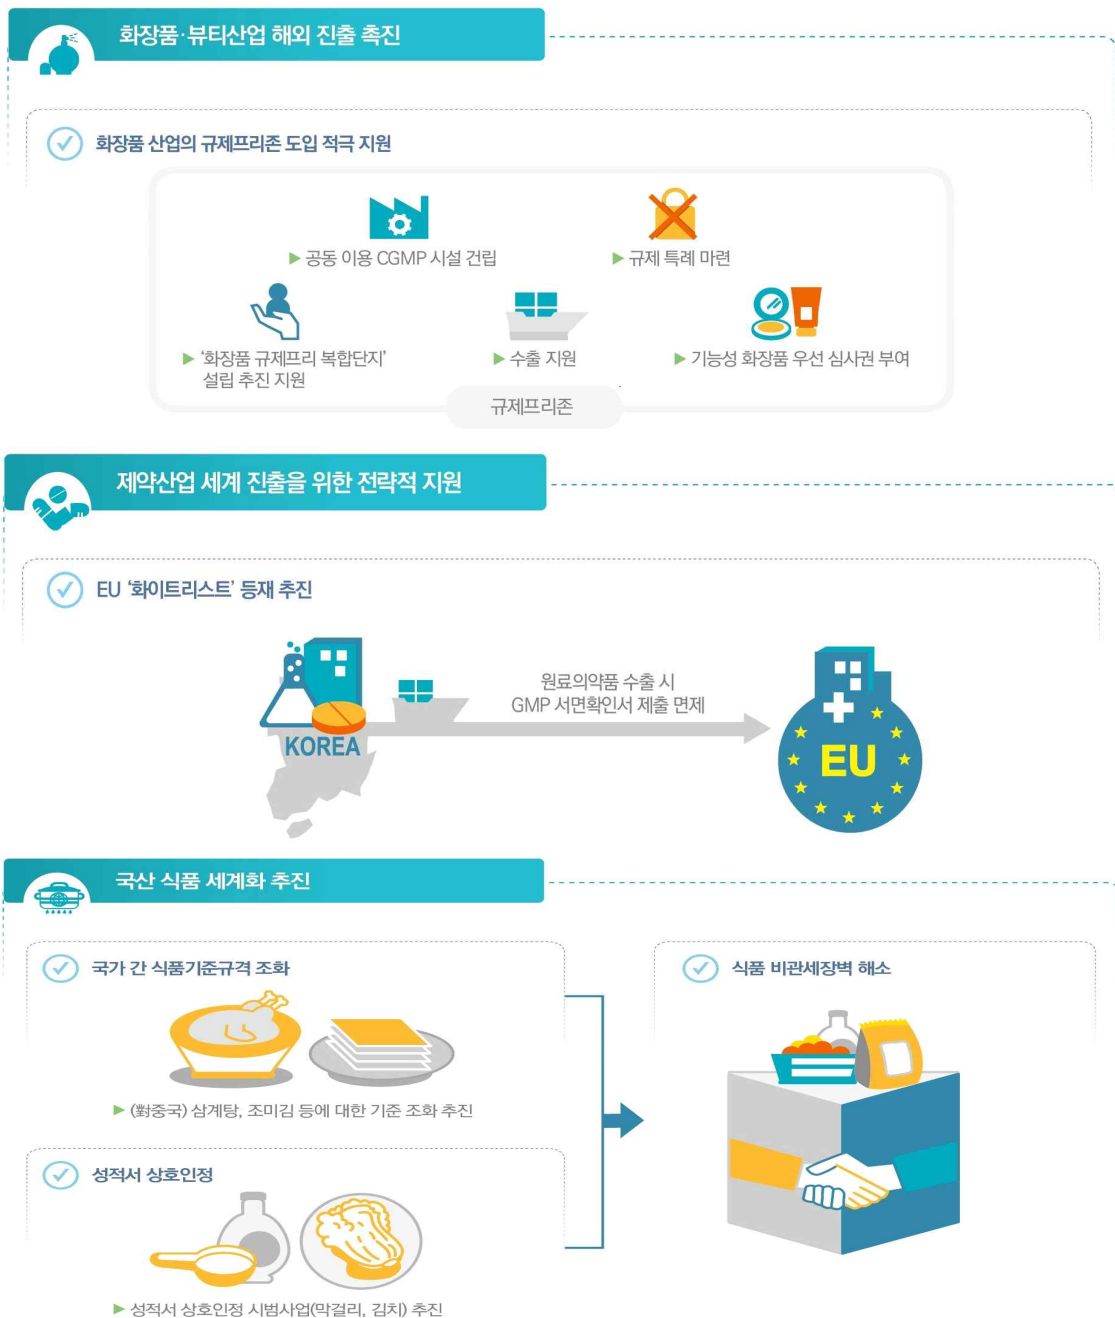 화장품·뷰티산업 해외 진출 촉진
화장품 산업의 규제프리존 도입 적극 지원
▶ 공동 이용 CGMP 시설 건립
▶ 규제 특례 마련
▶ ‘화장품 규제프리 복합단지’
설립 추진 지원
▶ 수출 지원
▶ 기능성 화장품 우선 심사권 부여
규제프리존
제약산업 세계 진출을 위한 전략적 지원
EU ‘화이트리스트’ 등재 추진
원료의약품 수출 시
GMP 서면확인서 제출 면제
KOREA
EU
국산 식품 세계화 추진
국가 간 식품기준규격 조화
▶ (對중국) 삼계탕, 조미김 등에 대한 기준 조화 추진
성적서 상호인정
▶ 성적서 상호인정 시범사업(막걸리, 김치) 추진
식품 비관세장벽 해소